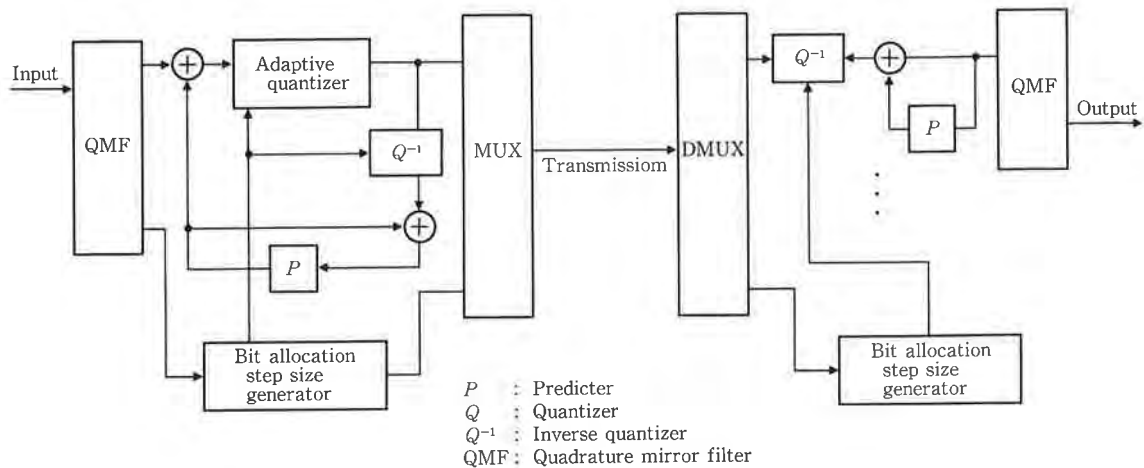 Input
QMF
Adaptive
quantizer
Q⁻¹
P
Bit allocation
step size
generator
MUX
Transmissiom
DMUX
Q⁻¹
P
QMF
Output
Bit allocation
step size
generator
P : Predicter
Q : Quantizer
Q⁻¹ : Inverse quantizer
QMF : Quadrature mirror filter